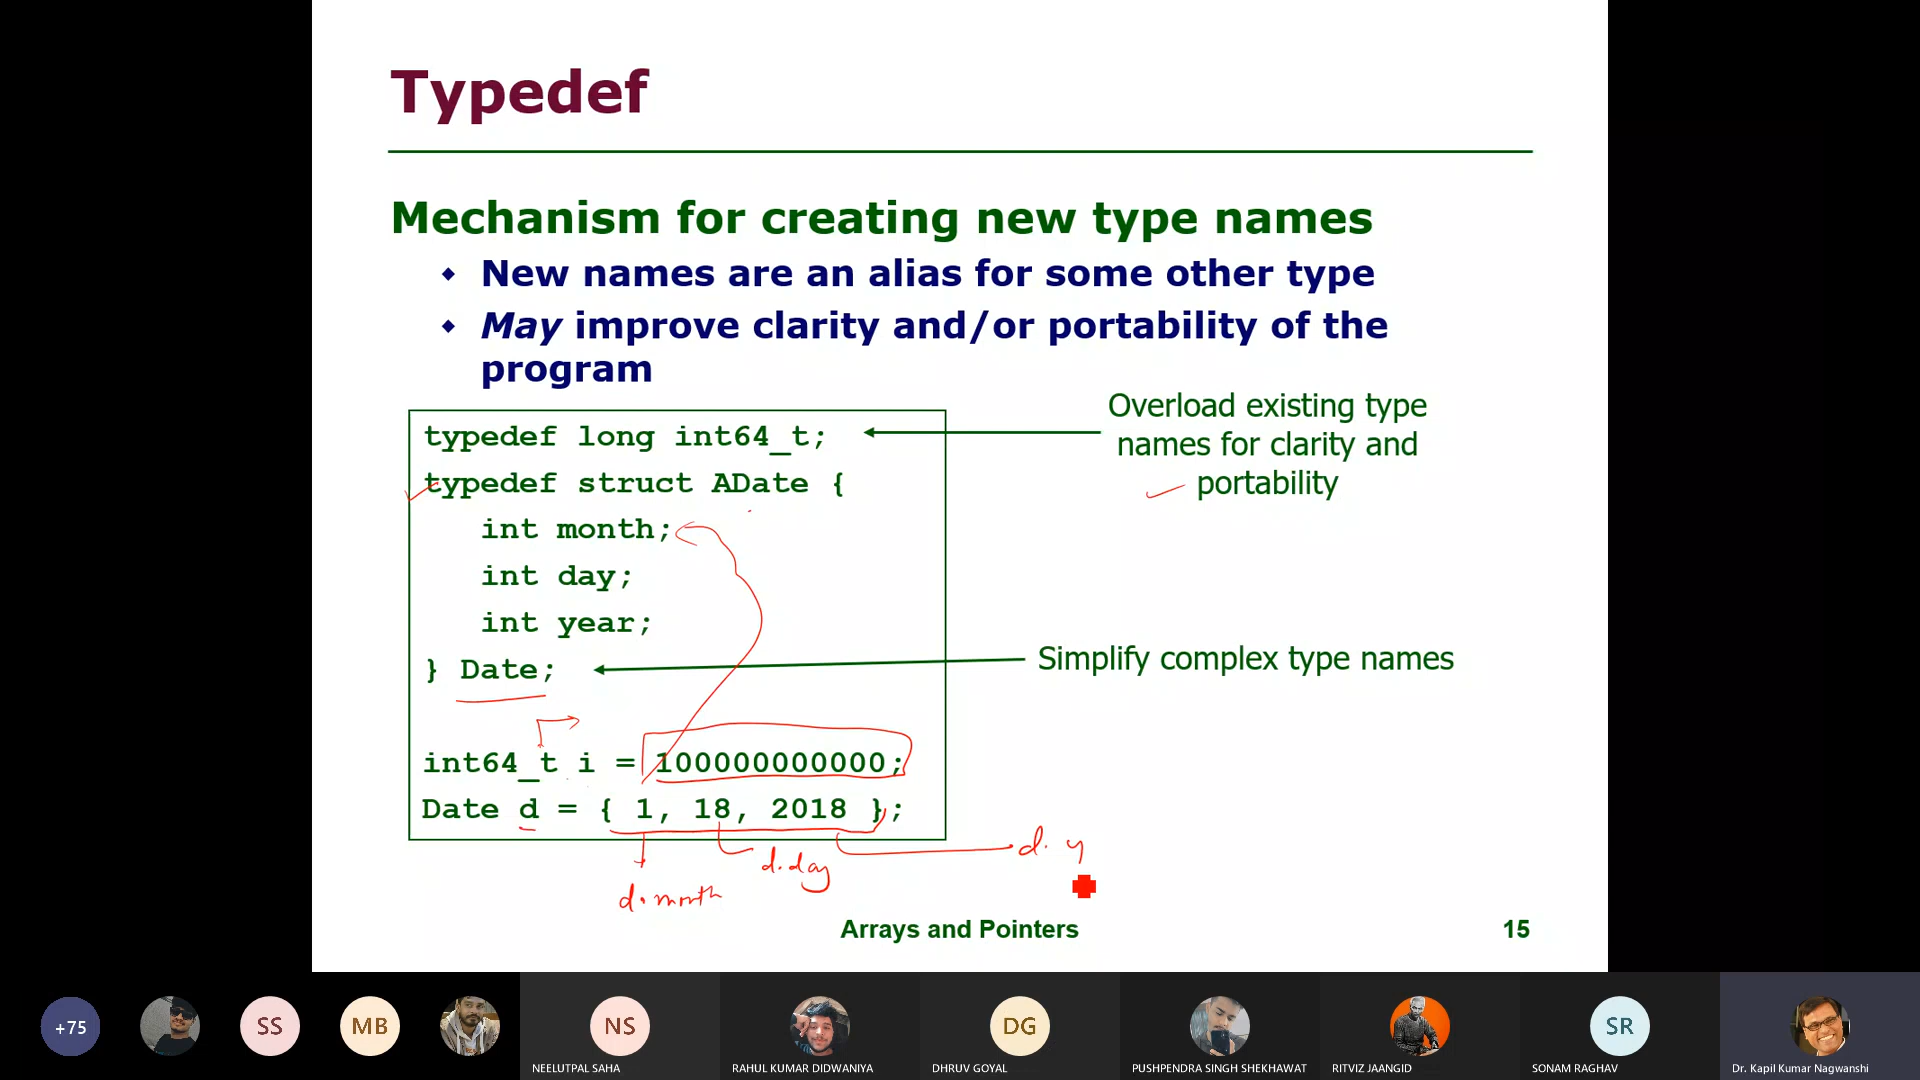 Typedef
Mechanism for creating new type names
New names are an alias for some other type
May improve clarity and/or portability of the
program
Overload existing type
names for clarity and
portability
typedef long int64_t;
typedef struct ADate {
int month;
int day;
int year;
} Date;
Simplify complex type names
int64_t i = 100000000000;
Date d = { 1, 18, 2018 };
d. y
d.day
d.month
Arrays and Pointers
15
+75
SS
MB
NS
DG
SR
NEELUTPAL SAHA
RAHUL KUMAR DIDWANIYA
DHRUV GOYAL
PUSHPENDRA SINGH SHEKHAWAT
RITVIZ JAANGID
SONAM RAGHAV
Dr. Kapil Kumar Nagwanshi